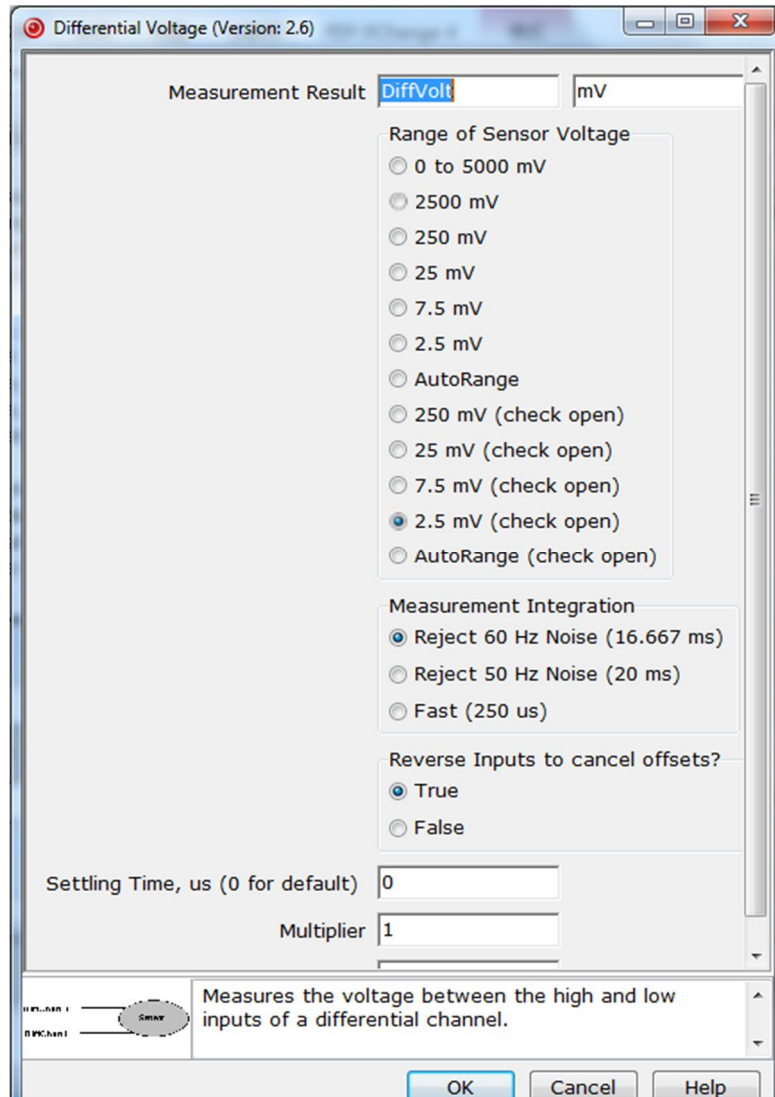 Differential Voltage (Version: 2.6)
Measurement Result DiffVolt mV
Range of Sensor Voltage
0 to 5000 mV
2500 mV
250 mV
25 mV
7.5 mV
2.5 mV
AutoRange
250 mV (check open)
25 mV (check open)
7.5 mV (check open)
2.5 mV (check open)
AutoRange (check open)
Measurement Integration
Reject 60 Hz Noise (16.667 ms)
Reject 50 Hz Noise (20 ms)
Fast (250 us)
Reverse Inputs to cancel offsets?
True
False
Settling Time, us (0 for default) 0
Multiplier 1
Measures the voltage between the high and low
inputs of a differential channel.
OK Cancel Help